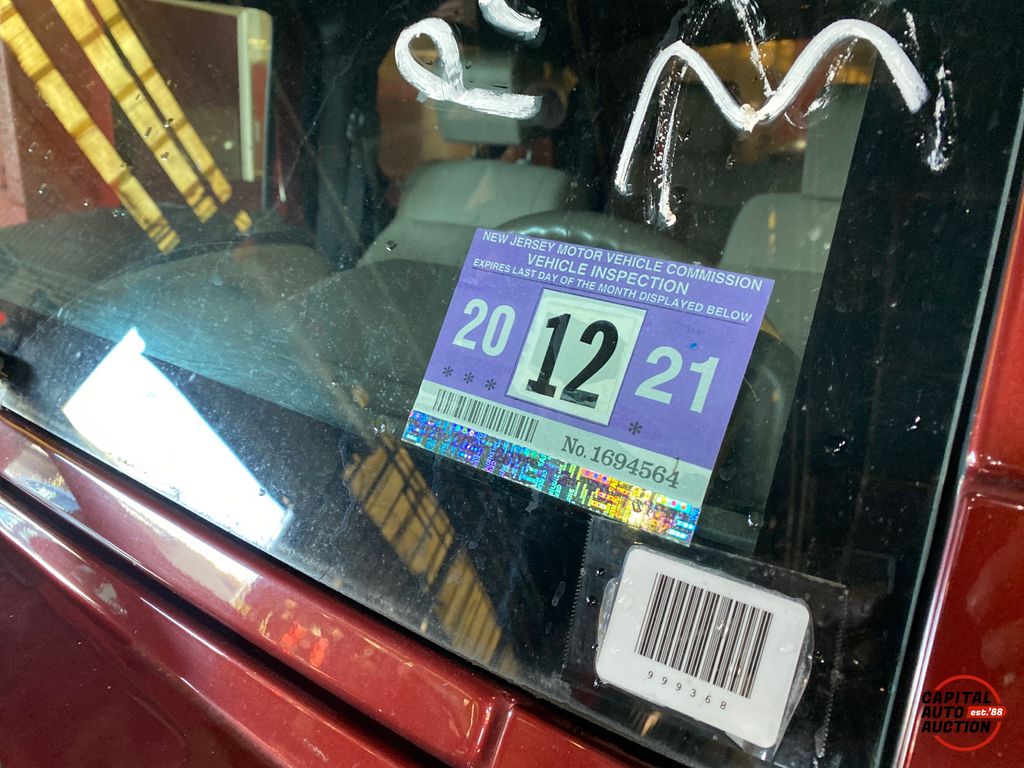 NEW JERSEY MOTOR VEHICLE COMMISSION
VEHICLE INSPECTION
EXPIRES LAST DAY OF THE MONTH DISPLAYED BELOW
20 12 21
* * * *
No. 1694564
999368
CAPITAL
AUTO est.'88
AUCTION